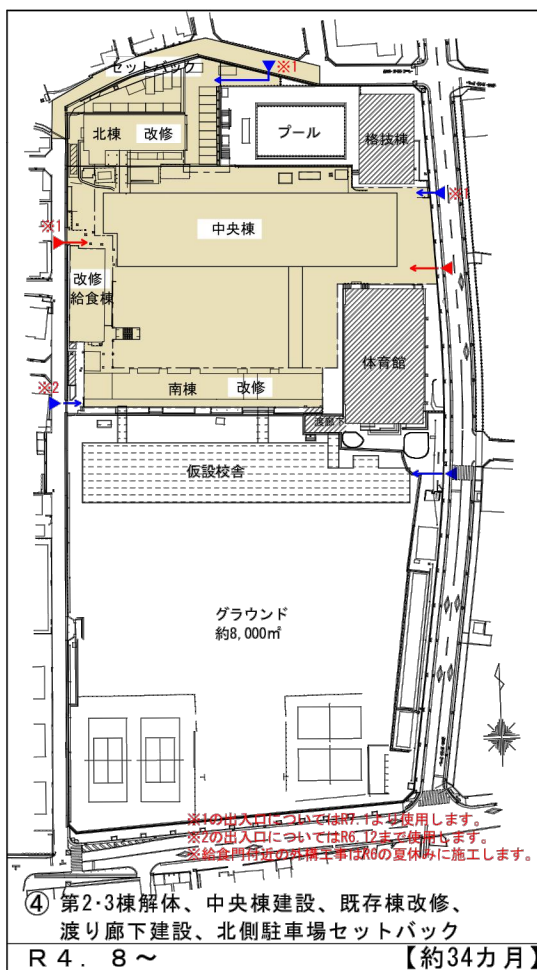 セットバック
※1
北棟 改修
プール
格技棟
※1
中央棟
※1
改修
給食棟
体育館
南棟 改修
※2
渡廊下
仮設校舎
グラウンド
約8,000㎡
※1の出入口についてはR7.1より使用します。
※2の出入口についてはR6.12まで使用します。
※給食門付近の外構工事はR6の夏休みに施工します。
④ 第2・3棟解体、中央棟建設、既存棟改修、
渡り廊下建設、北側駐車場セットバック
R4.8～ 【約34カ月】